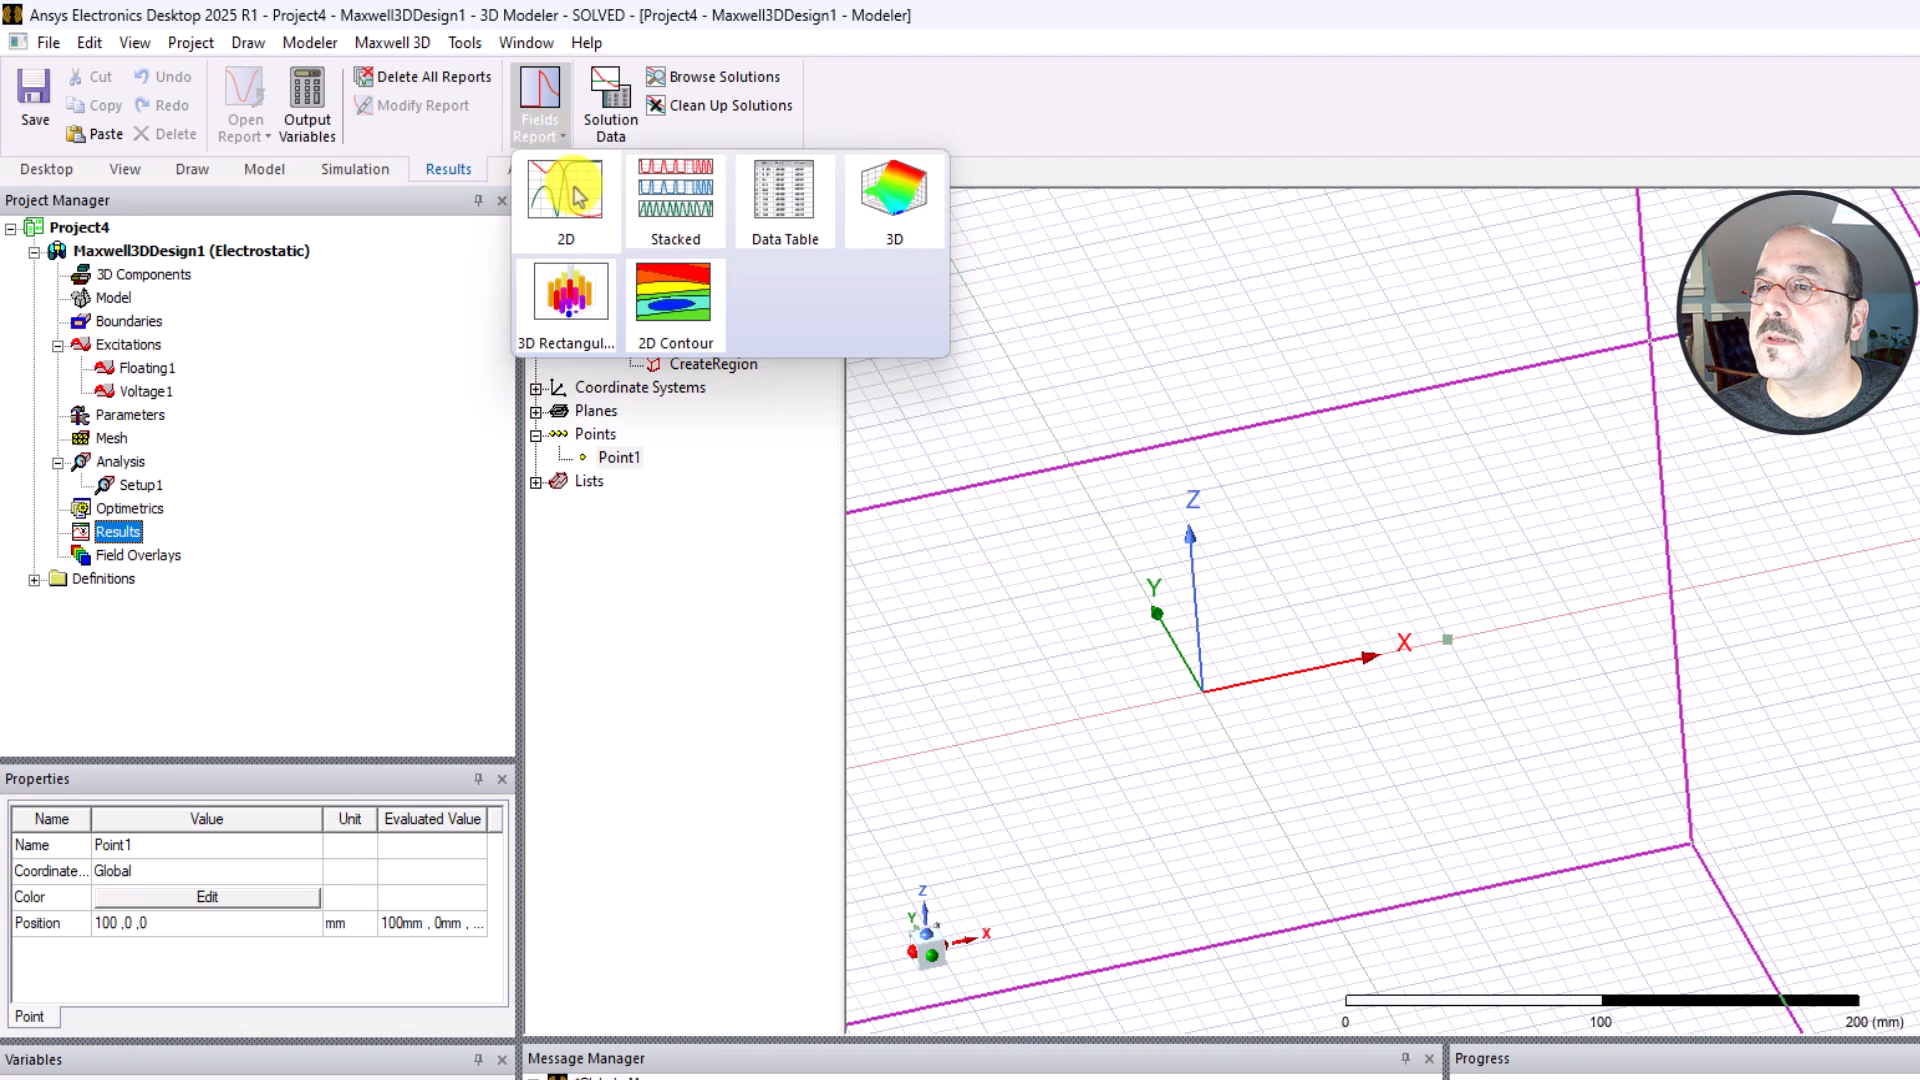 Ansys Electronics Desktop 2025 R1 - Project4 - Maxwell3DDesign1 - 3D Modeler - SOLVED - [Project4 - Maxwell3DDesign1 - Modeler]
File Edit View Project Draw Modeler Maxwell 3D Tools Window Help
Save
Cut
Copy
Paste
Undo
Redo
Delete
Open Report
Output Variables
Delete All Reports
Modify Report
Fields Report
Solution Data
Browse Solutions
Clean Up Solutions
Desktop View Draw Model Simulation Results
2D Stacked Data Table 3D
3D Rectangul... 2D Contour
Project Manager
Project4
Maxwell3DDesign1 (Electrostatic)
3D Components
Model
Boundaries
Excitations
Floating1
Voltage1
Parameters
Mesh
Analysis
Setup1
Optimetrics
Results
Field Overlays
Definitions
CreateRegion
Coordinate Systems
Planes
Points
Point1
Lists
Z
Y
X
Z
Y
X
0 100 200 (mm)
Properties
Name Value Unit Evaluated Value
Name Point1
Coordinate... Global
Color Edit
Position 100 ,0 ,0 mm 100mm , 0mm , ...
Point
Variables
Message Manager
Progress